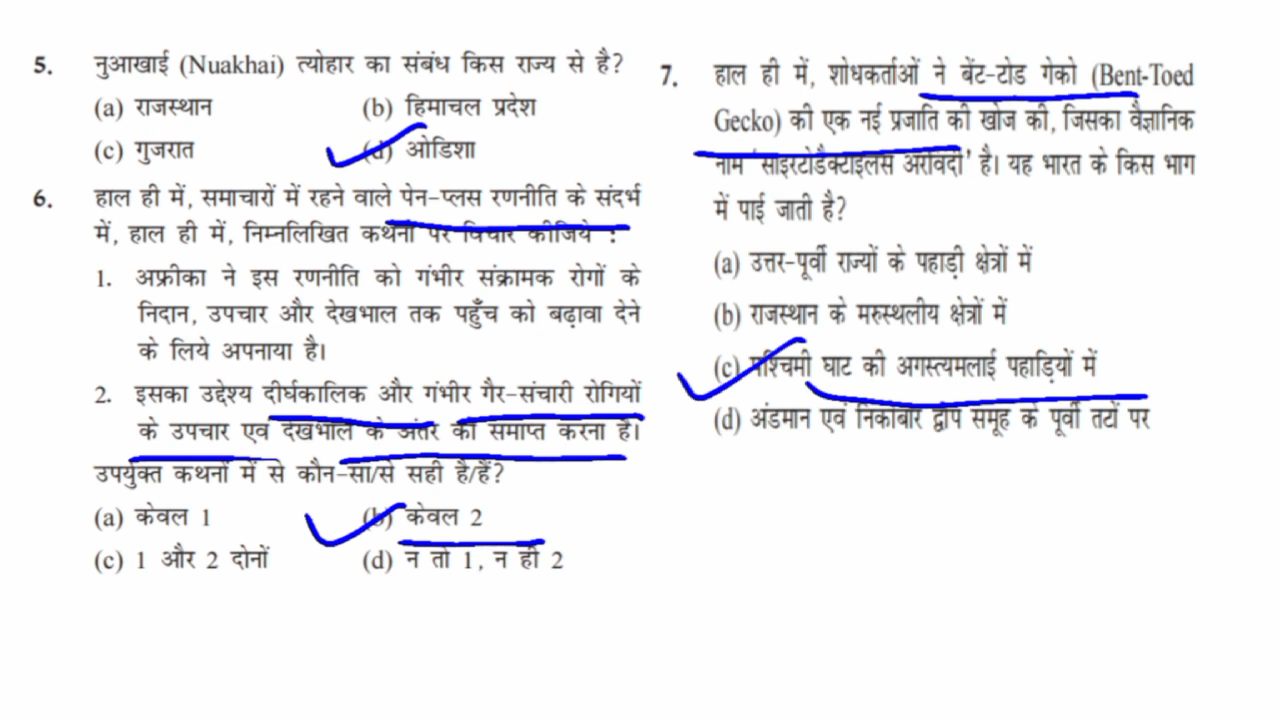 5. नुआखाई (Nuakhai) त्योहार का संबंध किस राज्य से है?
(a) राजस्थान (b) हिमाचल प्रदेश
(c) गुजरात (d) ओडिशा
6. हाल ही में, समाचारों में रहने वाले पेन-प्लस रणनीति के संदर्भ
में, हाल ही में, निम्नलिखित कथनों पर विचार कीजिये :
1. अफ्रीका ने इस रणनीति को गंभीर संक्रामक रोगों के
निदान, उपचार और देखभाल तक पहुँच को बढ़ावा देने
के लिये अपनाया है।
2. इसका उद्देश्य दीर्घकालिक और गंभीर गैर-संचारी रोगियों
के उपचार एवं देखभाल के अंतर को समाप्त करना है।
उपर्युक्त कथनों में से कौन-सा/से सही है/हैं?
(a) केवल 1 (b) केवल 2
(c) 1 और 2 दोनों (d) न तो 1, न ही 2
7. हाल ही में, शोधकर्ताओं ने बेंट-टोड गेको (Bent-Toed
Gecko) की एक नई प्रजाति की खोज की, जिसका वैज्ञानिक
नाम 'साइरटोडैक्टाइलस अरविंदी' है। यह भारत के किस भाग
में पाई जाती है?
(a) उत्तर-पूर्वी राज्यों के पहाड़ी क्षेत्रों में
(b) राजस्थान के मरुस्थलीय क्षेत्रों में
(c) पश्चिमी घाट की अगस्त्यमलाई पहाड़ियों में
(d) अंडमान एवं निकोबार द्वीप समूह के पूर्वी तटों पर